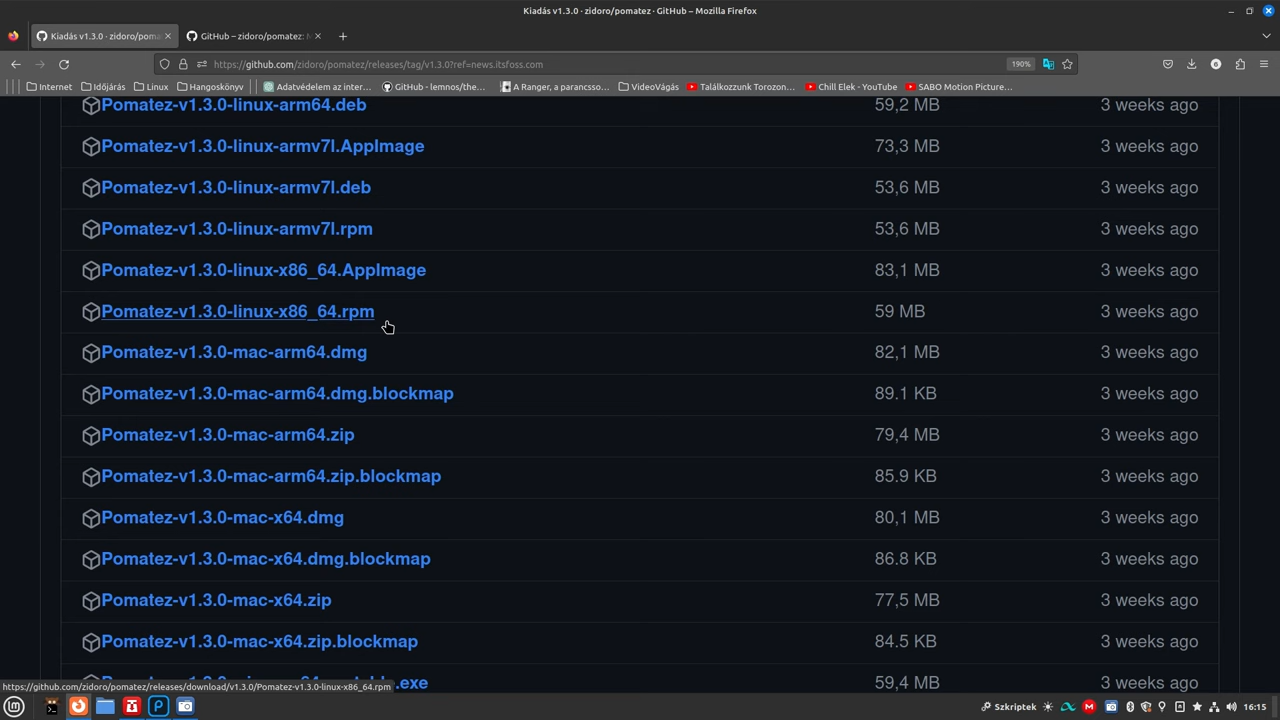 Kiadás v1.3.0 · zidoro/pomatez · GitHub – Mozilla Firefox
Kiadás v1.3.0 · zidoro/poma
GitHub – zidoro/pomatez:
https://github.com/zidoro/pomatez/releases/tag/v1.3.0?ref=news.itsfoss.com
190%
Internet
Időjárás
Linux
Hangoskönyv
Adatvédelem az inter…
GitHub - lemnos/the…
A Ranger, a parancsso…
VideoVágás
Találkozzunk Torozon…
Chill Elek - YouTube
SABO Motion Picture…
Pomatez-v1.3.0-linux-arm64.deb 59,2 MB 3 weeks ago
Pomatez-v1.3.0-linux-armv7l.AppImage 73,3 MB 3 weeks ago
Pomatez-v1.3.0-linux-armv7l.deb 53,6 MB 3 weeks ago
Pomatez-v1.3.0-linux-armv7l.rpm 53,6 MB 3 weeks ago
Pomatez-v1.3.0-linux-x86_64.AppImage 83,1 MB 3 weeks ago
Pomatez-v1.3.0-linux-x86_64.rpm 59 MB 3 weeks ago
Pomatez-v1.3.0-mac-arm64.dmg 82,1 MB 3 weeks ago
Pomatez-v1.3.0-mac-arm64.dmg.blockmap 89.1 KB 3 weeks ago
Pomatez-v1.3.0-mac-arm64.zip 79,4 MB 3 weeks ago
Pomatez-v1.3.0-mac-arm64.zip.blockmap 85.9 KB 3 weeks ago
Pomatez-v1.3.0-mac-x64.dmg 80,1 MB 3 weeks ago
Pomatez-v1.3.0-mac-x64.dmg.blockmap 86.8 KB 3 weeks ago
Pomatez-v1.3.0-mac-x64.zip 77,5 MB 3 weeks ago
Pomatez-v1.3.0-mac-x64.zip.blockmap 84.5 KB 3 weeks ago
.exe 59,4 MB 3 weeks ago
https://github.com/zidoro/pomatez/releases/download/v1.3.0/Pomatez-v1.3.0-linux-x86_64.rpm
Szkriptek
16:15